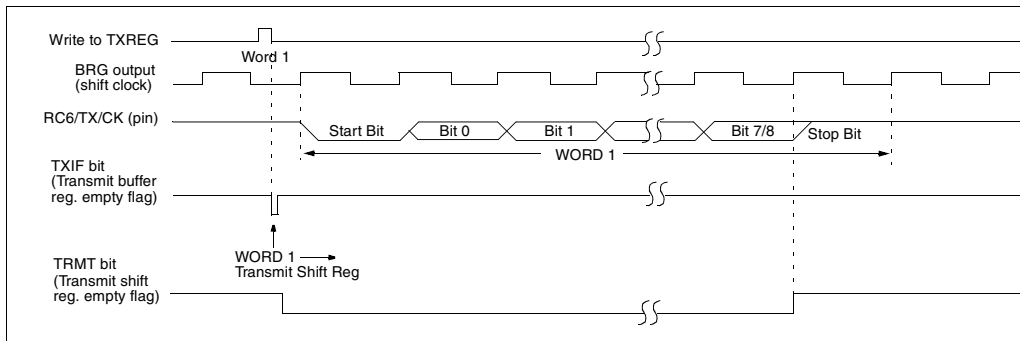 Write to TXREG
Word 1
BRG output
(shift clock)
RC6/TX/CK (pin)
Start Bit
Bit 0
Bit 1
Bit 7/8
Stop Bit
WORD 1
TXIF bit
(Transmit buffer
reg. empty flag)
WORD 1
Transmit Shift Reg
TRMT bit
(Transmit shift
reg. empty flag)